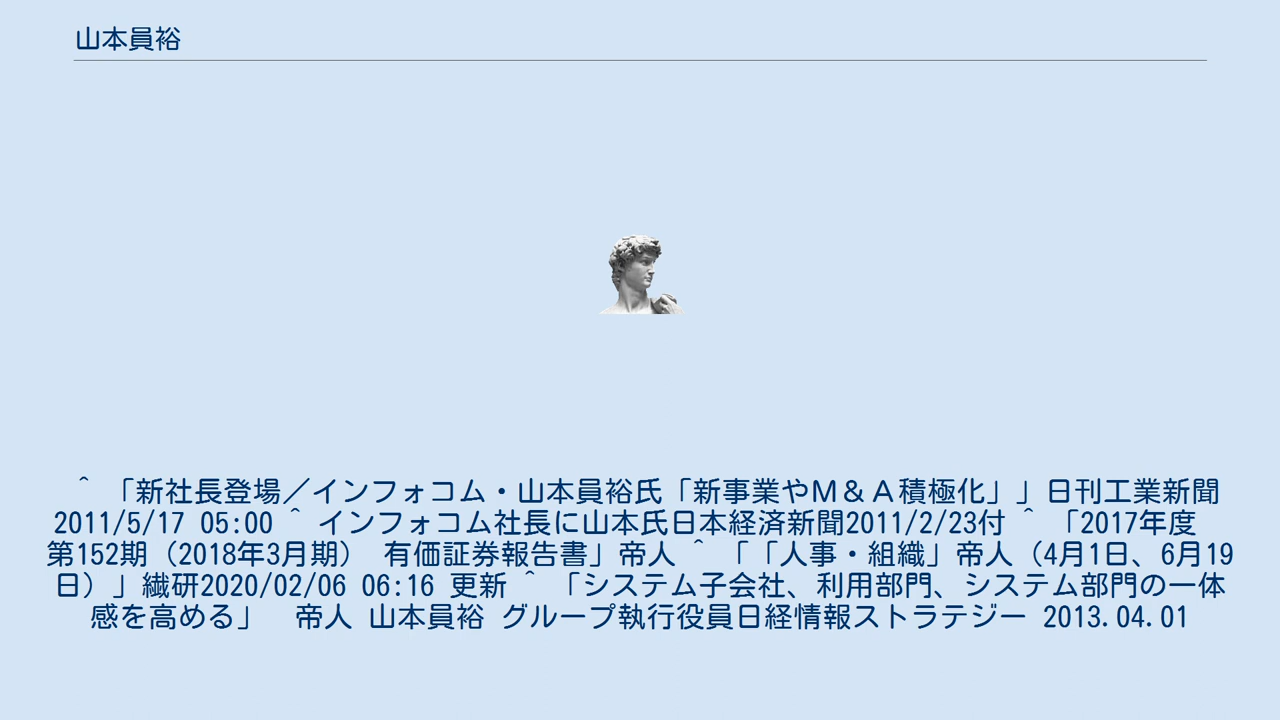 山本員裕
＾ 「新社長登場／インフォコム・山本員裕氏「新事業やＭ＆Ａ積極化」」日刊工業新聞
2011/5/17 05:00 ＾ インフォコム社長に山本氏日本経済新聞2011/2/23付 ＾ 「2017年度
第152期（2018年3月期） 有価証券報告書」帝人 ＾ 「「人事・組織」帝人（4月1日、6月19
日）」繊研2020/02/06 06:16 更新 ＾ 「システム子会社、利用部門、システム部門の一体
感を高める」　帝人 山本員裕 グループ執行役員日経情報ストラテジー 2013.04.01